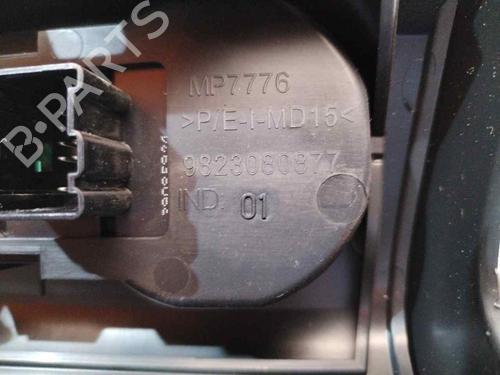 B-PARTS
MP7776
>P/E-I-MD15<
9823080877
IND. 01